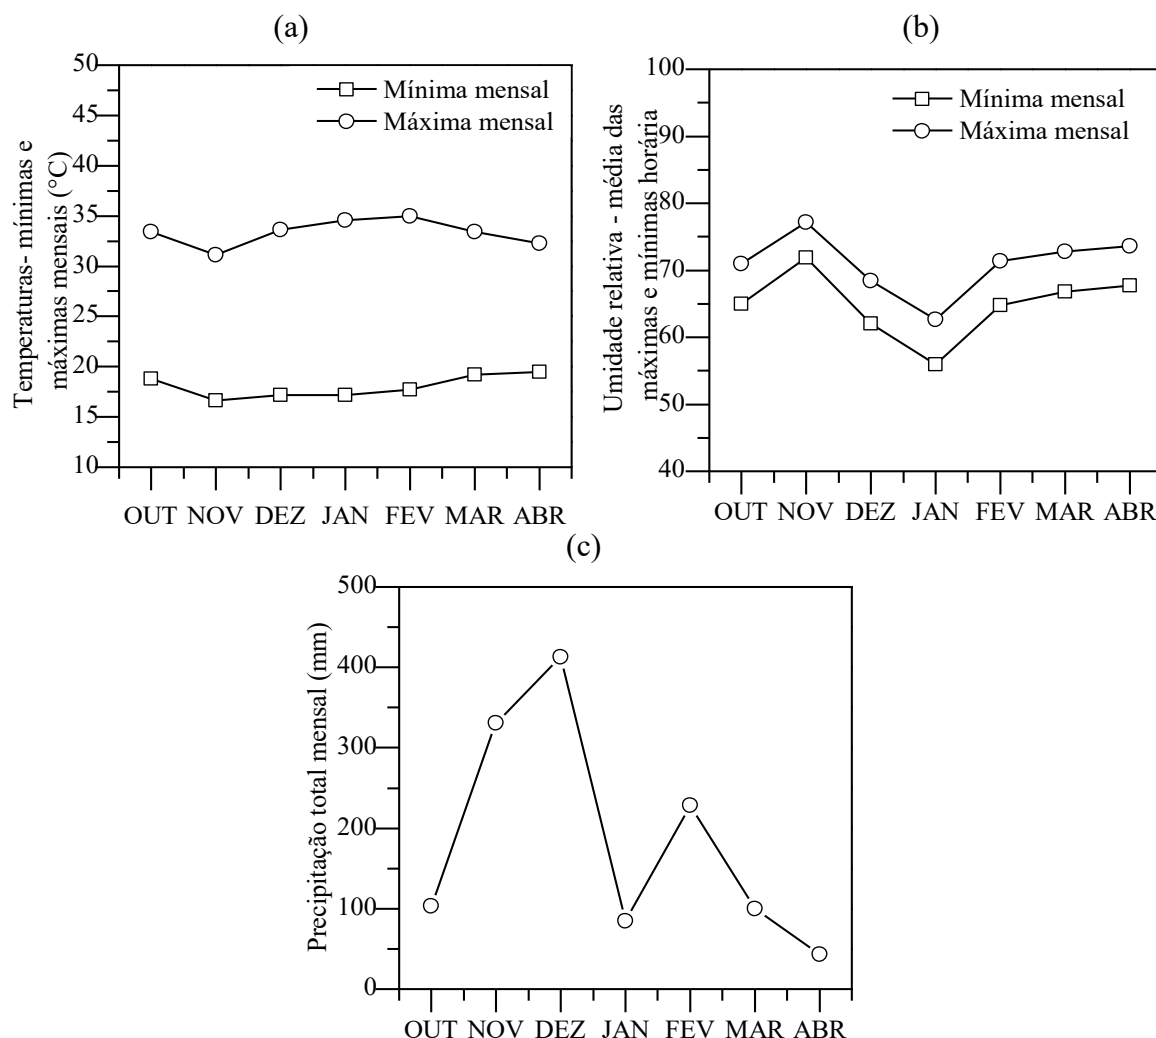 (a)
Temperaturas- mínimas e
máximas mensais (°C)
50
45
40
35
30
25
20
15
10
Mínima mensal
Máxima mensal
OUT NOV DEZ JAN FEV MAR ABR
(b)
Umidade relativa - média das
máximas e mínimas horária
100
90
80
70
60
50
40
Mínima mensal
Máxima mensal
OUT NOV DEZ JAN FEV MAR ABR
(c)
Precipitação total mensal (mm)
500
400
300
200
100
0
OUT NOV DEZ JAN FEV MAR ABR